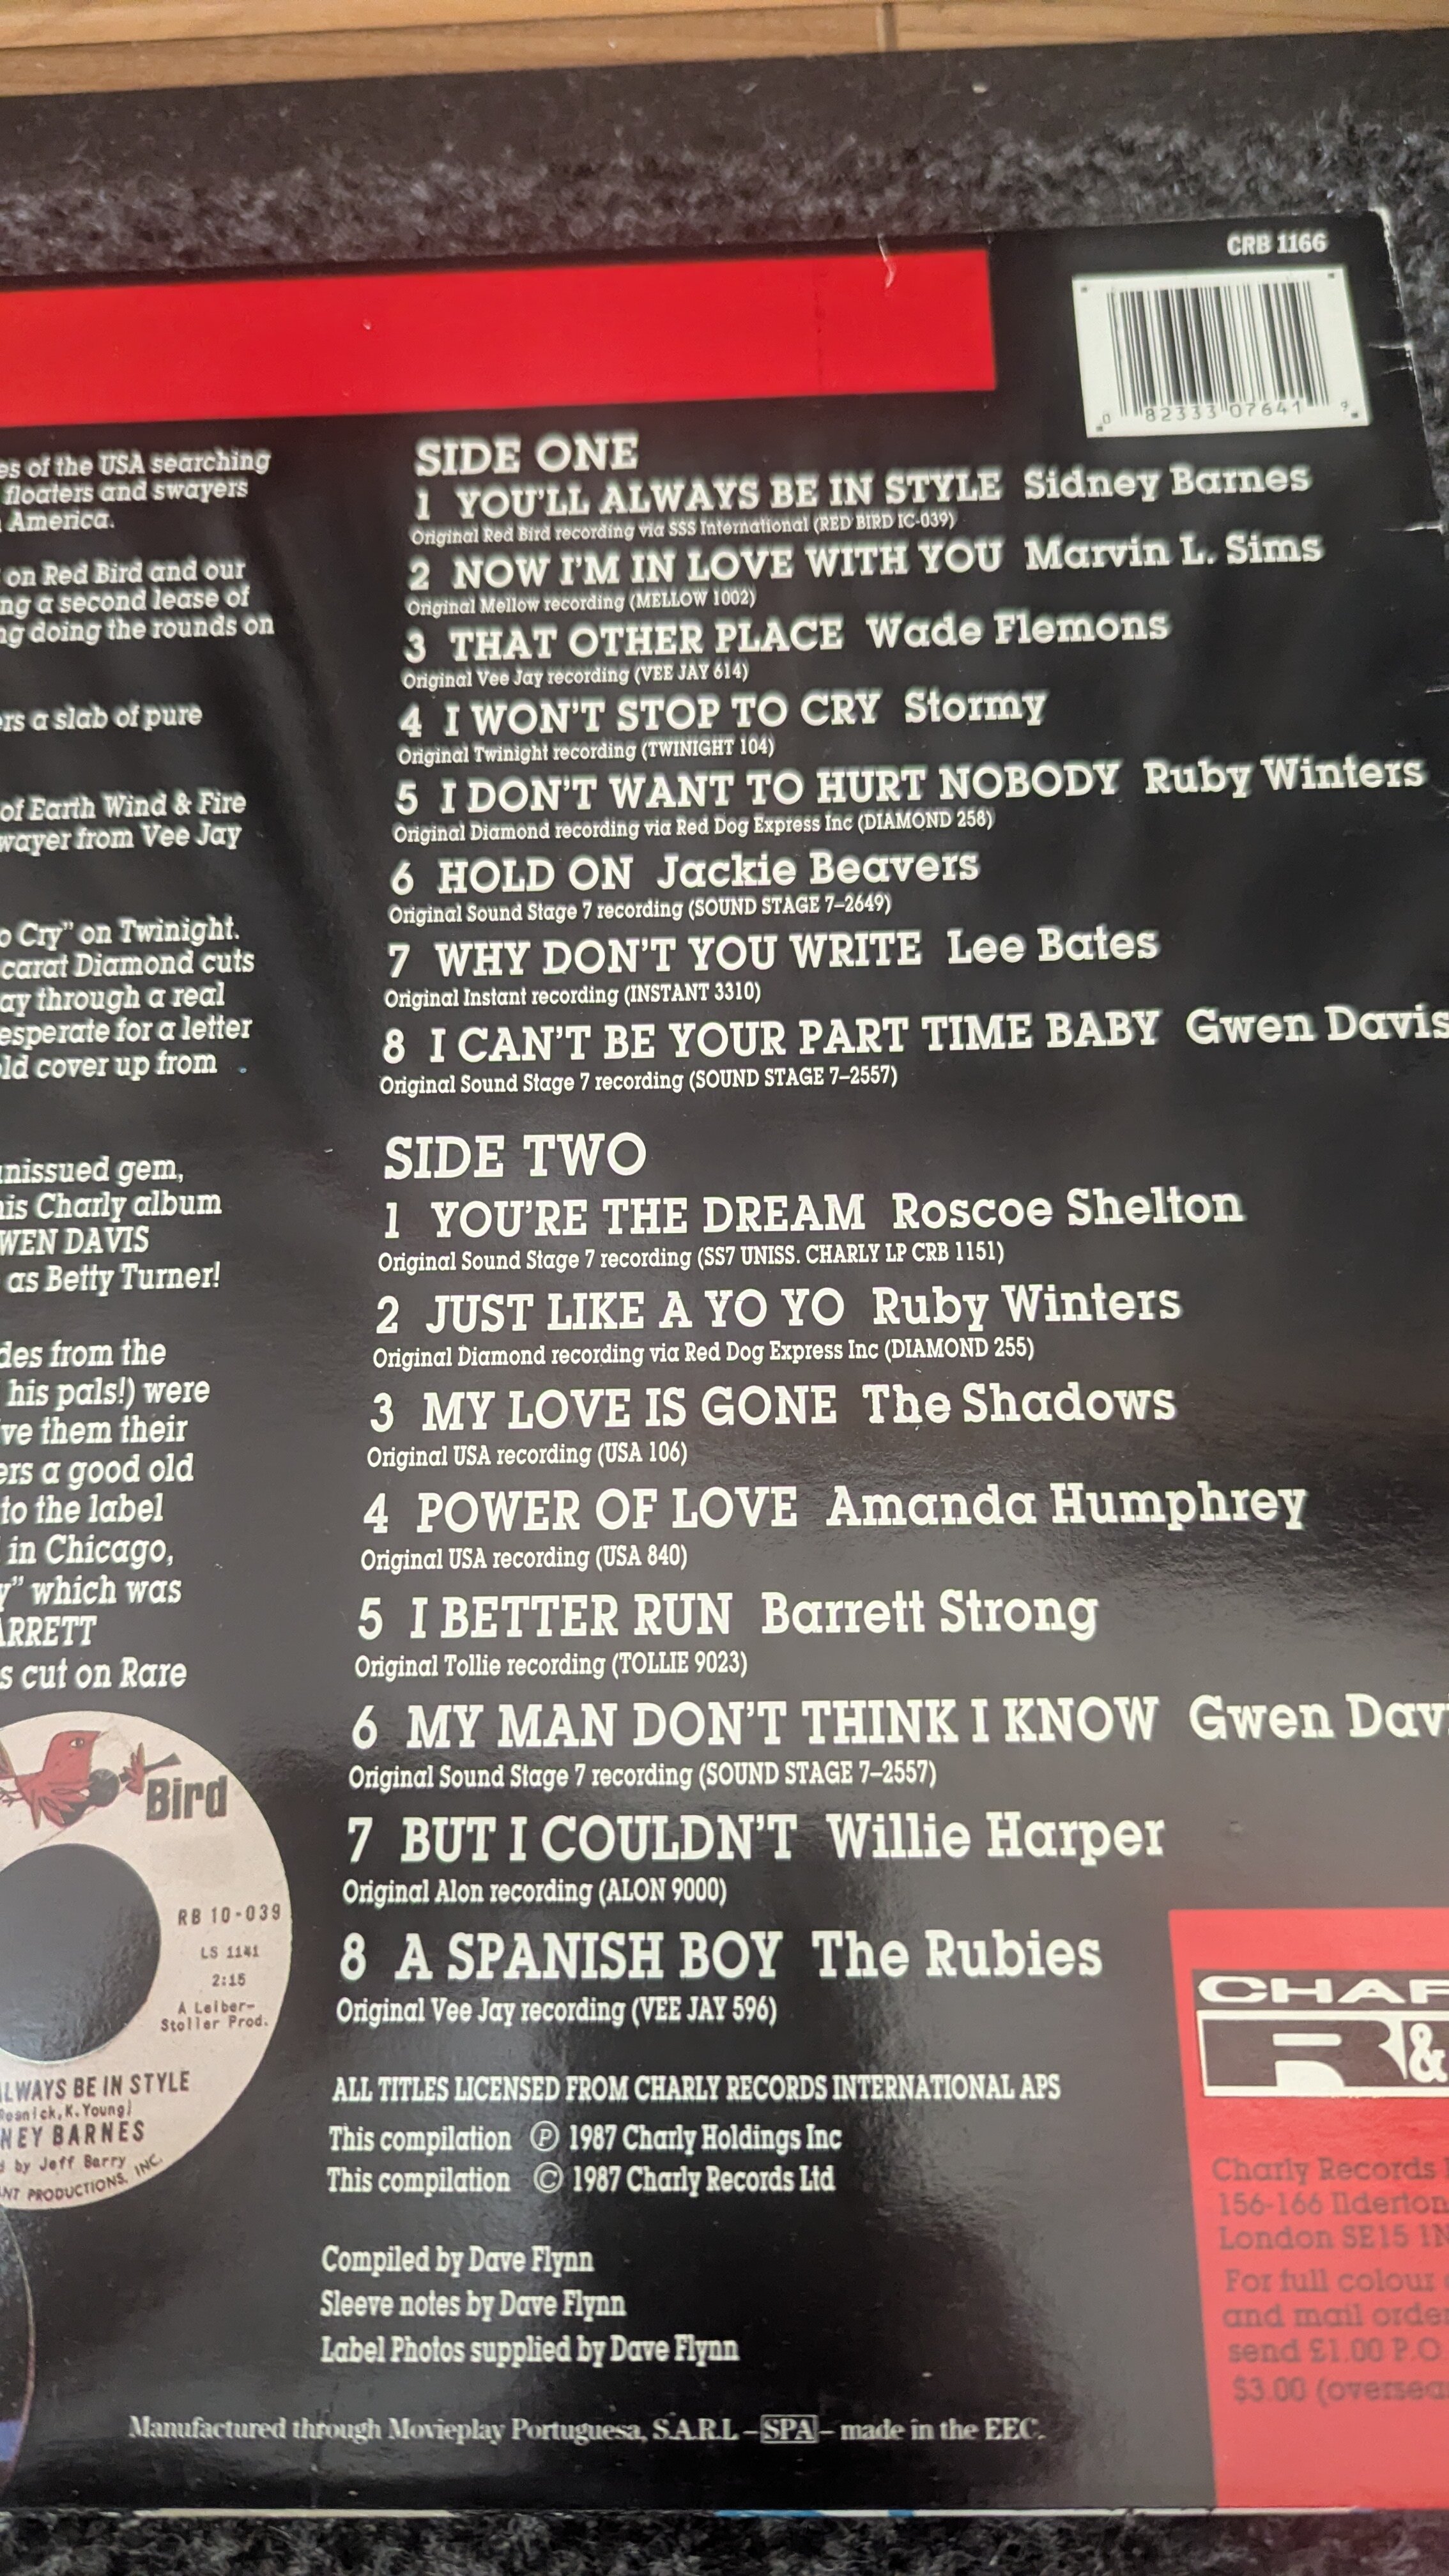 CRB 1166
0 82333 07641 9
es of the USA searching
floaters and swayers
America.
on Red Bird and our
ng a second lease of
ng doing the rounds on
rs a slab of pure
of Earth Wind & Fire
wayer from Vee Jay
o Cry” on Twinight.
carat Diamond cuts
ay through a real
esperate for a letter
ld cover up from
nissued gem,
is Charly album
WEN DAVIS
as Betty Turner!
des from the
his pals!) were
ve them their
ers a good old
to the label
in Chicago,
y” which was
ARRETT
s cut on Rare
Bird
RB 10-039
LS 1141
2:15
A Leiber-
Stoller Prod.
LWAYS BE IN STYLE
Resnick, K. Young)
NEY BARNES
d by Jeff Barry
NT PRODUCTIONS, INC.
SIDE ONE
1 YOU'LL ALWAYS BE IN STYLE Sidney Barnes
Original Red Bird recording via SSS International (RED BIRD IC-039)
2 NOW I'M IN LOVE WITH YOU Marvin L. Sims
Original Mellow recording (MELLOW 1002)
3 THAT OTHER PLACE Wade Flemons
Original Vee Jay recording (VEE JAY 614)
4 I WON'T STOP TO CRY Stormy
Original Twinight recording (TWINIGHT 104)
5 I DON'T WANT TO HURT NOBODY Ruby Winters
Original Diamond recording via Red Dog Express Inc (DIAMOND 258)
6 HOLD ON Jackie Beavers
Original Sound Stage 7 recording (SOUND STAGE 7–2649)
7 WHY DON'T YOU WRITE Lee Bates
Original Instant recording (INSTANT 3310)
8 I CAN'T BE YOUR PART TIME BABY Gwen Davis
Original Sound Stage 7 recording (SOUND STAGE 7–2557)
SIDE TWO
1 YOU'RE THE DREAM Roscoe Shelton
Original Sound Stage 7 recording (SS7 UNISS. CHARLY LP CRB 1151)
2 JUST LIKE A YO YO Ruby Winters
Original Diamond recording via Red Dog Express Inc (DIAMOND 255)
3 MY LOVE IS GONE The Shadows
Original USA recording (USA 106)
4 POWER OF LOVE Amanda Humphrey
Original USA recording (USA 840)
5 I BETTER RUN Barrett Strong
Original Tollie recording (TOLLIE 9023)
6 MY MAN DON'T THINK I KNOW Gwen Dav
Original Sound Stage 7 recording (SOUND STAGE 7–2557)
7 BUT I COULDN'T Willie Harper
Original Alon recording (ALON 9000)
8 A SPANISH BOY The Rubies
Original Vee Jay recording (VEE JAY 596)
ALL TITLES LICENSED FROM CHARLY RECORDS INTERNATIONAL APS
This compilation ℗ 1987 Charly Holdings Inc
This compilation © 1987 Charly Records Ltd
Compiled by Dave Flynn
Sleeve notes by Dave Flynn
Label Photos supplied by Dave Flynn
Manufactured through Movieplay Portuguesa, S.A.R.L –SPA– made in the EEC.
CHAR
R&
Charly Records
156-166 Ilderton
London SE15 1N
For full colour
and mail orde
send £1.00 P.O
$3.00 (oversea